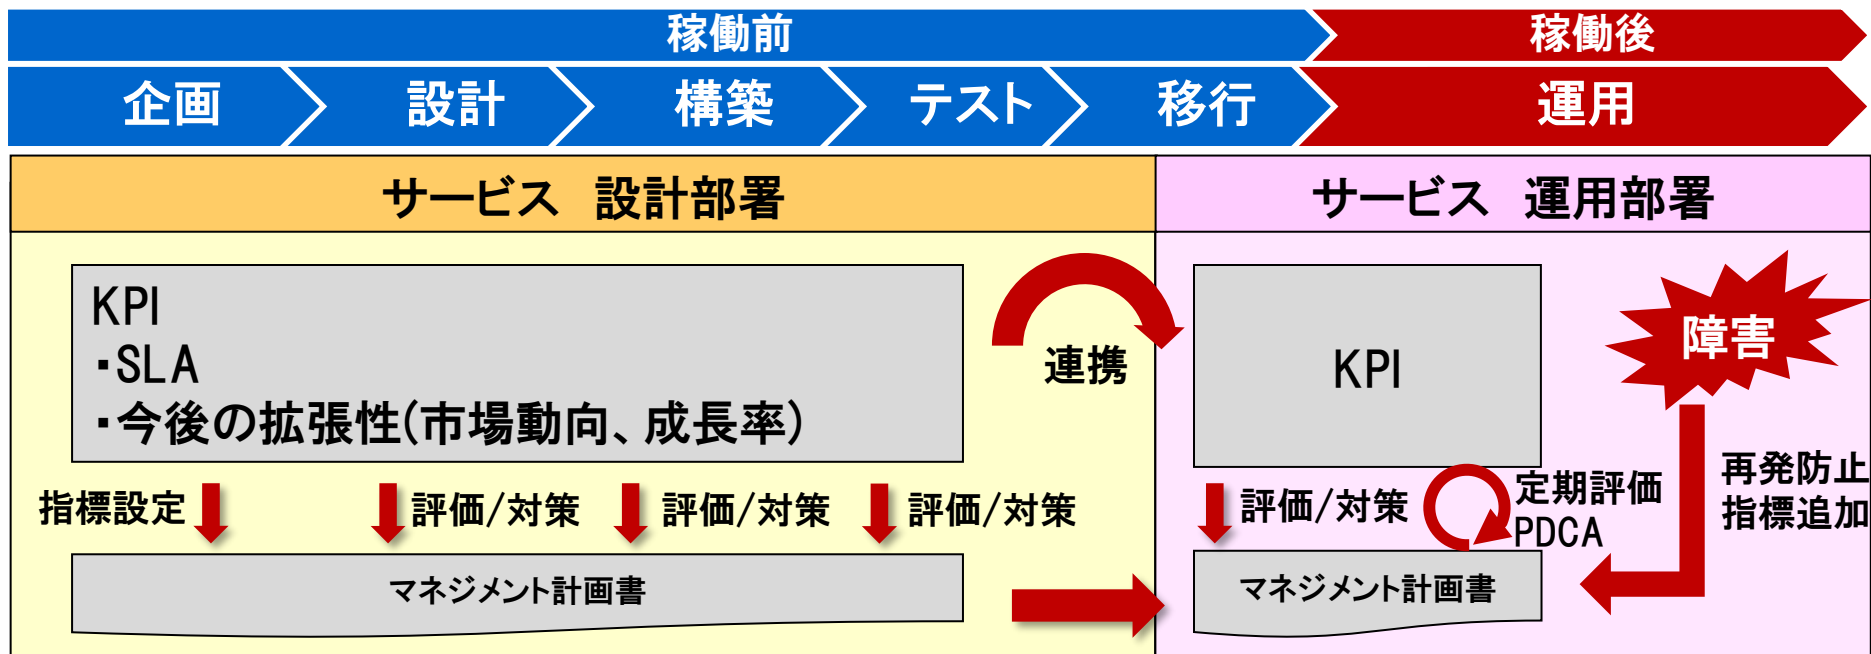 稼働前
稼働後
企画
設計
構築
テスト
移行
運用
サービス　設計部署
サービス　運用部署
KPI
・SLA
・今後の拡張性(市場動向、成長率)
連携
KPI
障害
指標設定
評価/対策
評価/対策
評価/対策
評価/対策
定期評価
PDCA
再発防止
指標追加
マネジメント計画書
マネジメント計画書